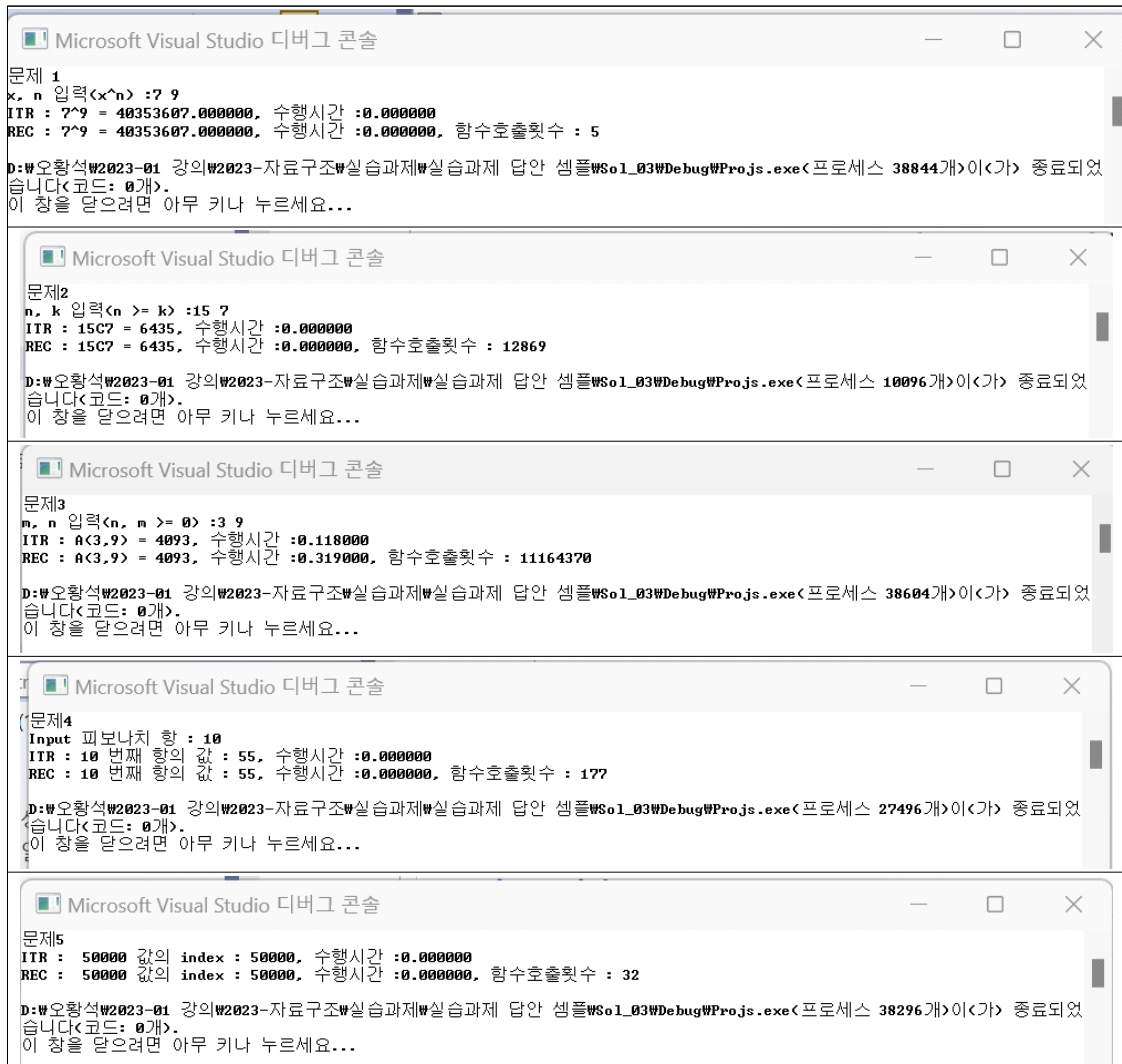 Microsoft Visual Studio 디버그 콘솔
문제 1
x, n 입력(x^n) :7 9
ITR : 7^9 = 40353607.000000, 수행시간 :0.000000
REC : 7^9 = 40353607.000000, 수행시간 :0.000000, 함수호출횟수 : 5
D:₩오황석₩2023-01 강의₩2023-자료구조₩실습과제₩실습과제 답안 셈플₩Sol_03₩Debug₩Projs.exe(프로세스 38844개)이(가) 종료되었
습니다(코드: 0개).
이 창을 닫으려면 아무 키나 누르세요...
Microsoft Visual Studio 디버그 콘솔
문제2
n, k 입력(n >= k) :15 7
ITR : 15C7 = 6435, 수행시간 :0.000000
REC : 15C7 = 6435, 수행시간 :0.000000, 함수호출횟수 : 12869
D:₩오황석₩2023-01 강의₩2023-자료구조₩실습과제₩실습과제 답안 셈플₩Sol_03₩Debug₩Projs.exe(프로세스 10096개)이(가) 종료되었
습니다(코드: 0개).
이 창을 닫으려면 아무 키나 누르세요...
Microsoft Visual Studio 디버그 콘솔
문제3
m, n 입력(n, m >= 0) :3 9
ITR : A(3,9) = 4093, 수행시간 :0.118000
REC : A(3,9) = 4093, 수행시간 :0.319000, 함수호출횟수 : 11164370
D:₩오황석₩2023-01 강의₩2023-자료구조₩실습과제₩실습과제 답안 셈플₩Sol_03₩Debug₩Projs.exe(프로세스 38604개)이(가) 종료되었
습니다(코드: 0개).
이 창을 닫으려면 아무 키나 누르세요...
Microsoft Visual Studio 디버그 콘솔
문제4
Input 피보나치 항 : 10
ITR : 10 번째 항의 값 : 55, 수행시간 :0.000000
REC : 10 번째 항의 값 : 55, 수행시간 :0.000000, 함수호출횟수 : 177
D:₩오황석₩2023-01 강의₩2023-자료구조₩실습과제₩실습과제 답안 셈플₩Sol_03₩Debug₩Projs.exe(프로세스 27496개)이(가) 종료되었
습니다(코드: 0개).
이 창을 닫으려면 아무 키나 누르세요...
Microsoft Visual Studio 디버그 콘솔
문제5
ITR :  50000 값의 index : 50000, 수행시간 :0.000000
REC :  50000 값의 index : 50000, 수행시간 :0.000000, 함수호출횟수 : 32
D:₩오황석₩2023-01 강의₩2023-자료구조₩실습과제₩실습과제 답안 셈플₩Sol_03₩Debug₩Projs.exe(프로세스 38296개)이(가) 종료되었
습니다(코드: 0개).
이 창을 닫으려면 아무 키나 누르세요...